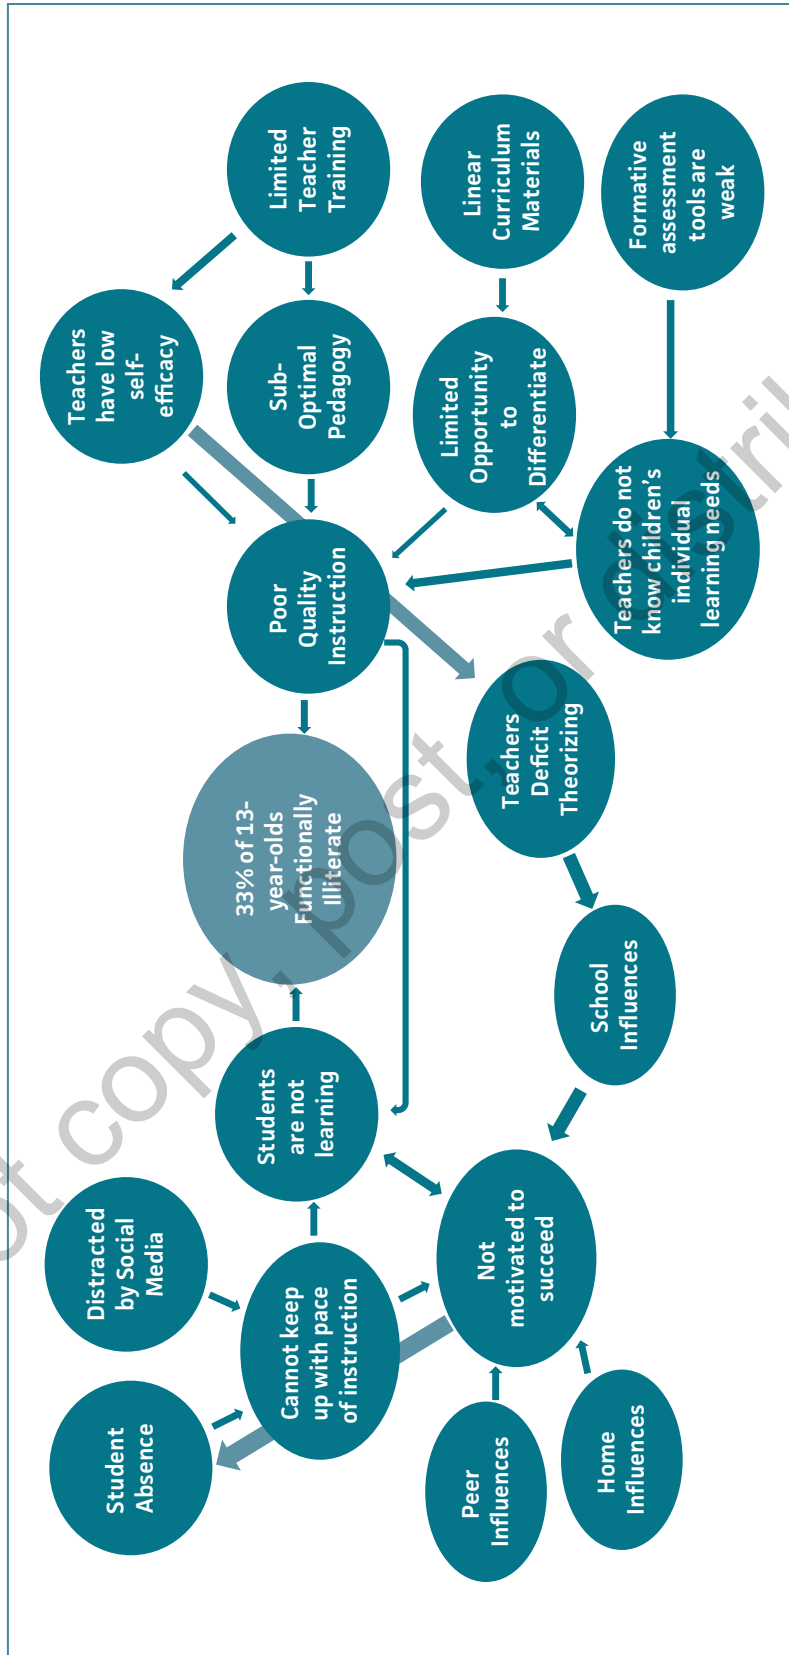 Student
Absence
Distracted
by Social
Media
Cannot keep
up with pace
of instruction
Peer
Influences
Home
Influences
Not
motivated to
succeed
Students
are not
learning
School
Influences
33% of 13-
year-olds
Functionally
Illiterate
Teachers
Deficit
Theorizing
Poor
Quality
Instruction
Teachers do not
know children’s
individual
learning needs
Teachers
have low
self-
efficacy
Sub-
Optimal
Pedagogy
Limited
Opportunity
to
Differentiate
Limited
Teacher
Training
Linear
Curriculum
Materials
Formative
assessment
tools are
weak
copy, post, or